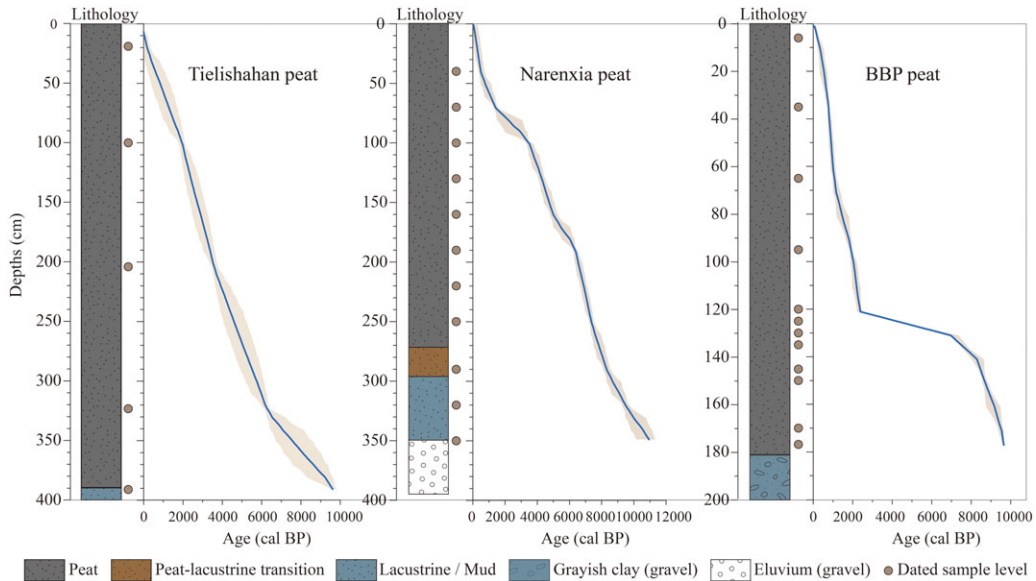 Lithology
Lithology
Lithology
0
50
100
150
200
250
300
350
400
Depths (cm)
Tielishahan peat
0 2000 4000 6000 8000 10000
Age (cal BP)
0
50
100
150
200
250
300
350
400
Narenxia peat
0 2000 4000 6000 8000 10000 12000
Age (cal BP)
0
20
40
60
80
100
120
140
160
180
200
BBP peat
0 2000 4000 6000 8000 10000
Age (cal BP)
Peat
Peat-lacustrine transition
Lacustrine / Mud
Grayish clay (gravel)
Eluvium (gravel)
Dated sample level